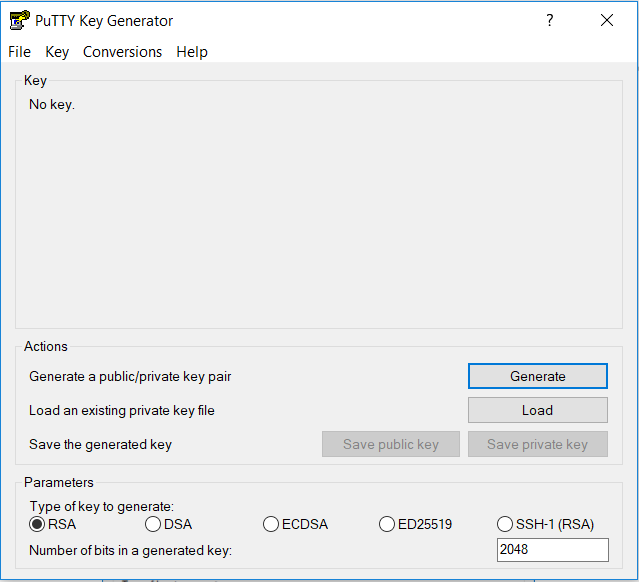 PuTTY Key Generator ?
File Key Conversions Help
Key
No key.
Actions
Generate a public/private key pair Generate
Load an existing private key file Load
Save the generated key Save public key Save private key
Parameters
Type of key to generate:
RSA DSA ECDSA ED25519 SSH-1 (RSA)
Number of bits in a generated key: 2048